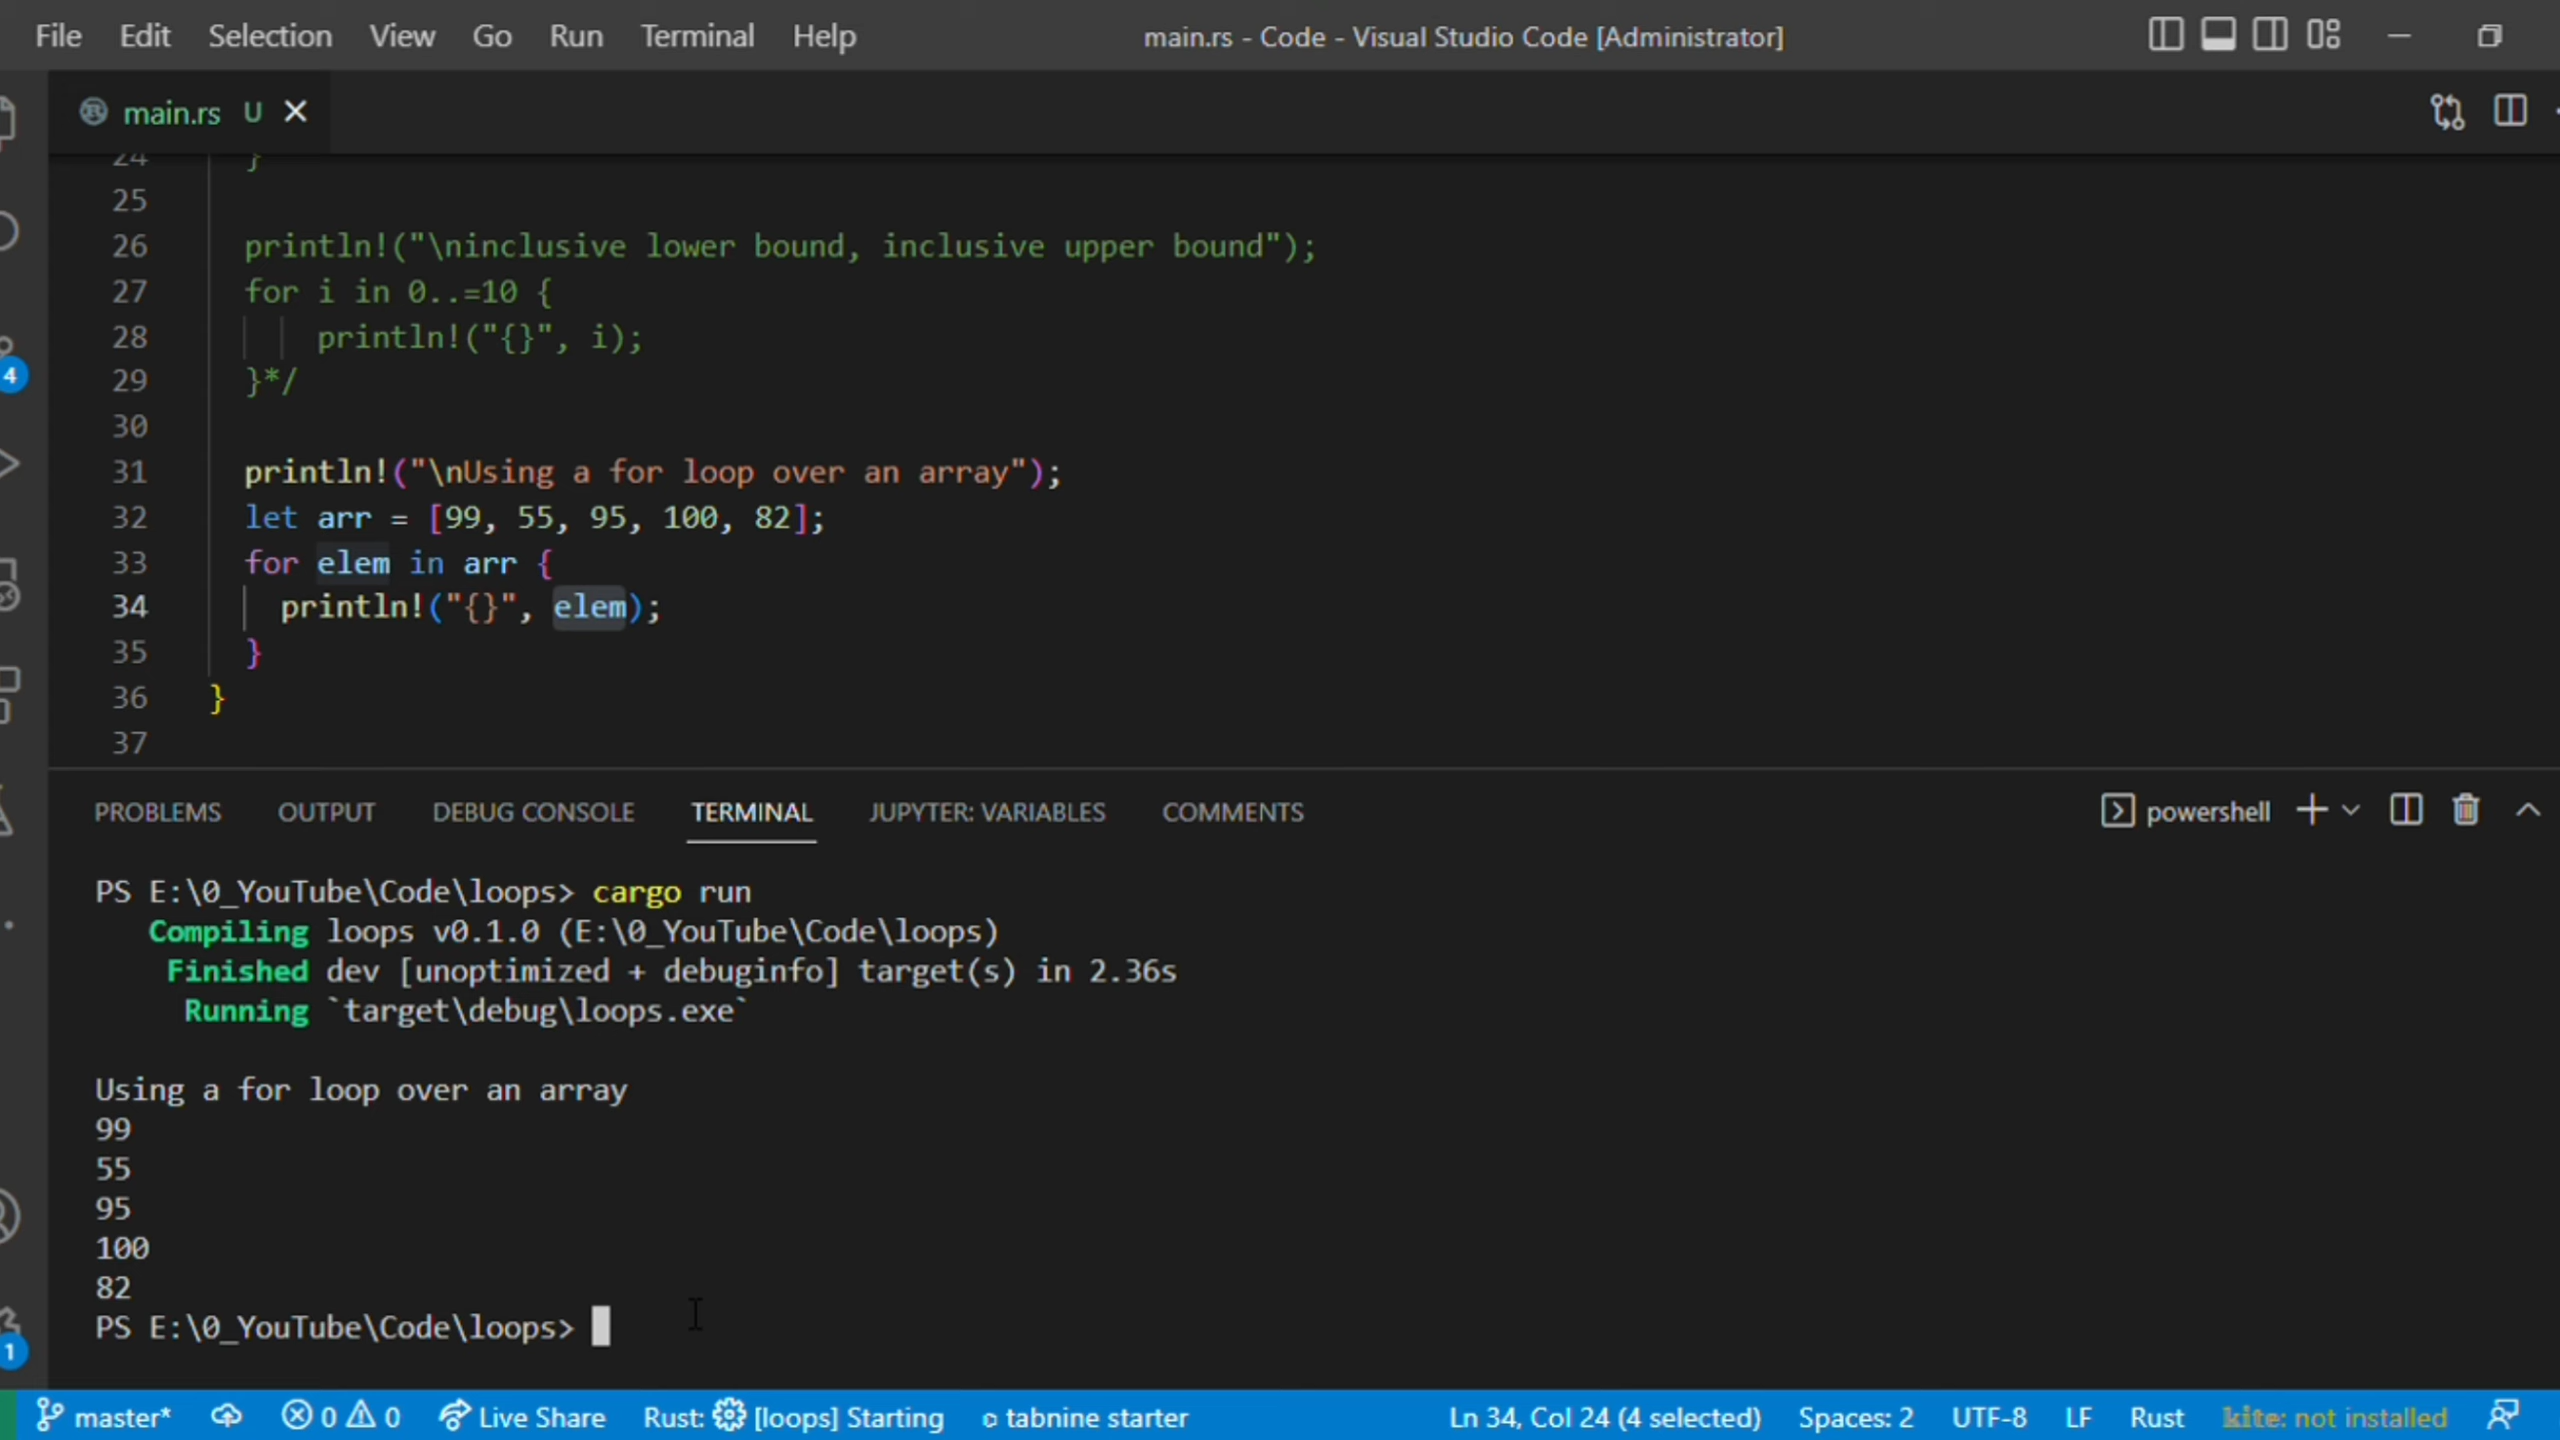 File Edit Selection View Go Run Terminal Help main.rs - Code - Visual Studio Code [Administrator]
main.rs U
24 }
25
26 println!("\ninclusive lower bound, inclusive upper bound");
27 for i in 0..=10 {
28 println!("{}", i);
29 }*/
30
31 println!("\nUsing a for loop over an array");
32 let arr = [99, 55, 95, 100, 82];
33 for elem in arr {
34 println!("{}", elem);
35 }
36 }
37
4
PROBLEMS OUTPUT DEBUG CONSOLE TERMINAL JUPYTER: VARIABLES COMMENTS powershell
PS E:\0_YouTube\Code\loops> cargo run
Compiling loops v0.1.0 (E:\0_YouTube\Code\loops)
Finished dev [unoptimized + debuginfo] target(s) in 2.36s
Running `target\debug\loops.exe`
Using a for loop over an array
99
55
95
100
82
PS E:\0_YouTube\Code\loops>
1
master* 0 0 Live Share Rust: [loops] Starting tabnine starter Ln 34, Col 24 (4 selected) Spaces: 2 UTF-8 LF Rust kite: not installed